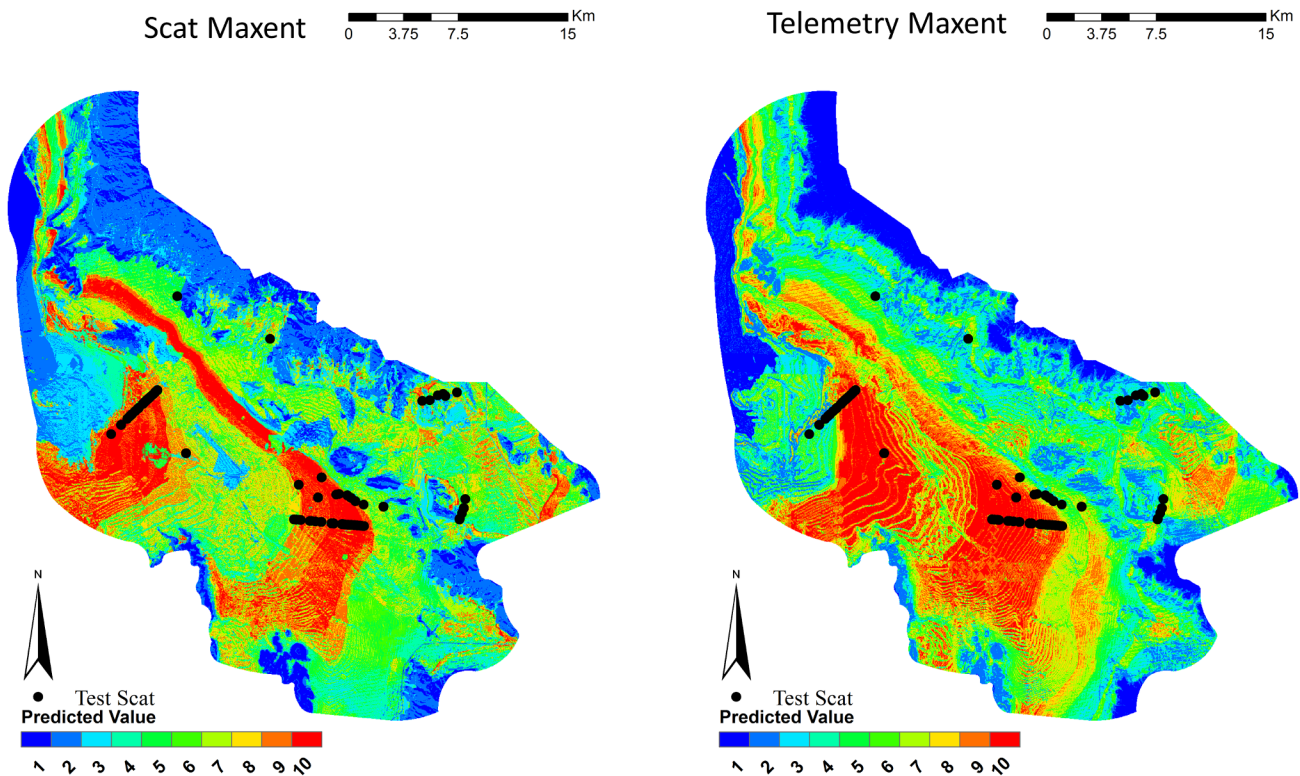 Scat Maxent
Km
0 3.75 7.5 15
Telemetry Maxent
Km
0 3.75 7.5 15
N
Test Scat
Predicted Value
1 2 3 4 5 6 7 8 9 10
N
Test Scat
Predicted Value
1 2 3 4 5 6 7 8 9 10